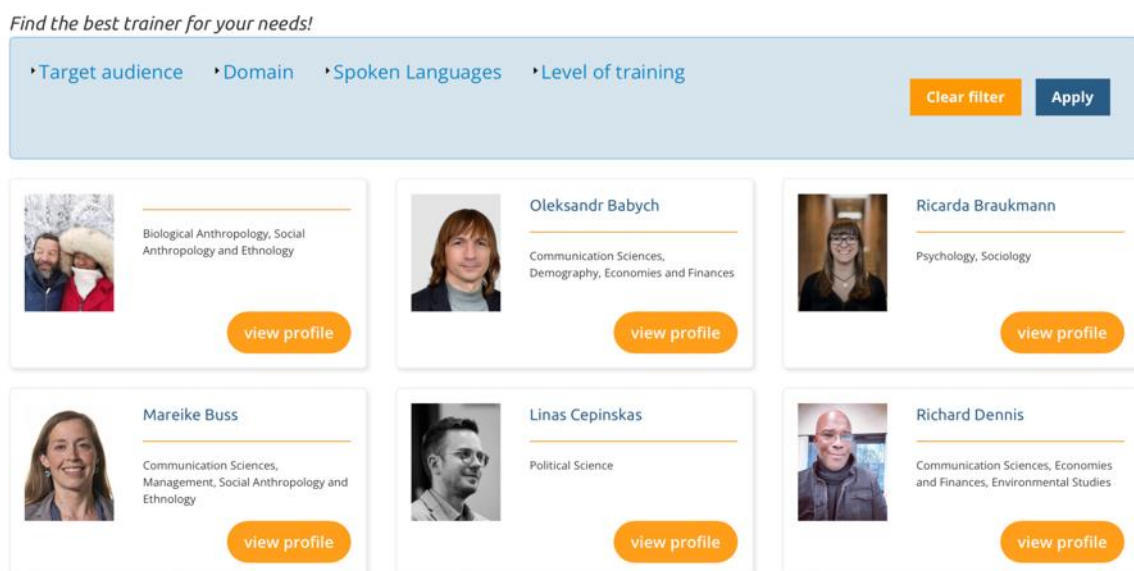 Find the best trainer for your needs!
Target audience
Domain
Spoken Languages
Level of training
Clear filter
Apply
Biological Anthropology, Social
Anthropology and Ethnology
view profile
Oleksandr Babych
Communication Sciences,
Demography, Economies and Finances
view profile
Ricarda Braukmann
Psychology, Sociology
view profile
Mareike Buss
Communication Sciences,
Management, Social Anthropology and
Ethnology
view profile
Linas Cepinskas
Political Science
view profile
Richard Dennis
Communication Sciences, Economies
and Finances, Environmental Studies
view profile